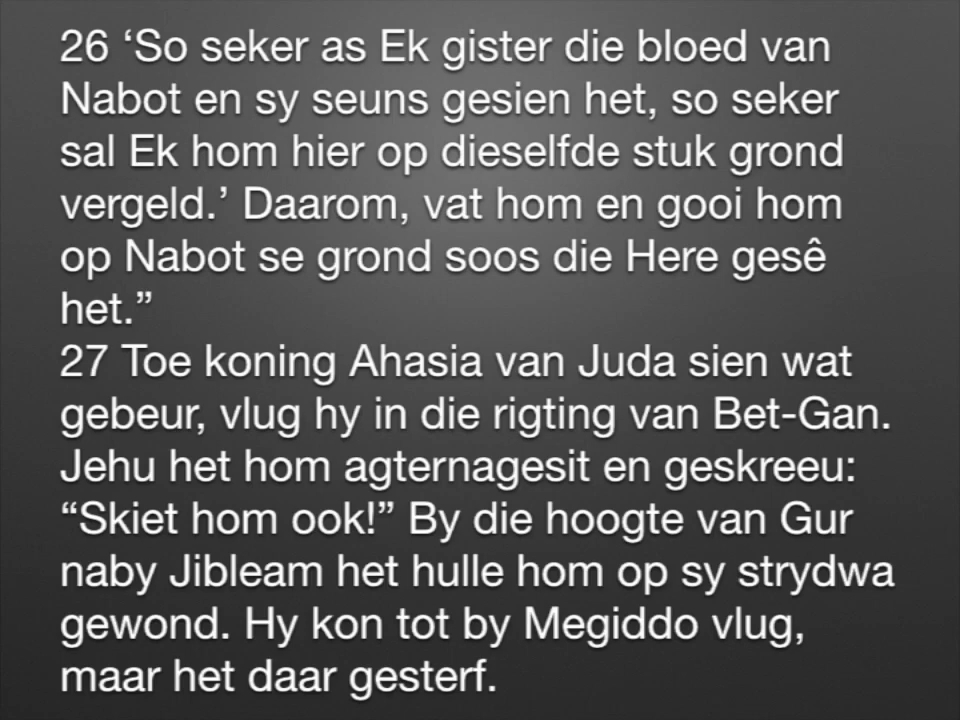 26 ‘So seker as Ek gister die bloed van
Nabot en sy seuns gesien het, so seker
sal Ek hom hier op dieselfde stuk grond
vergeld.’ Daarom, vat hom en gooi hom
op Nabot se grond soos die Here gesê
het.”
27 Toe koning Ahasia van Juda sien wat
gebeur, vlug hy in die rigting van Bet-Gan.
Jehu het hom agternagesit en geskreeu:
“Skiet hom ook!” By die hoogte van Gur
naby Jibleam het hulle hom op sy strydwa
gewond. Hy kon tot by Megiddo vlug,
maar het daar gesterf.